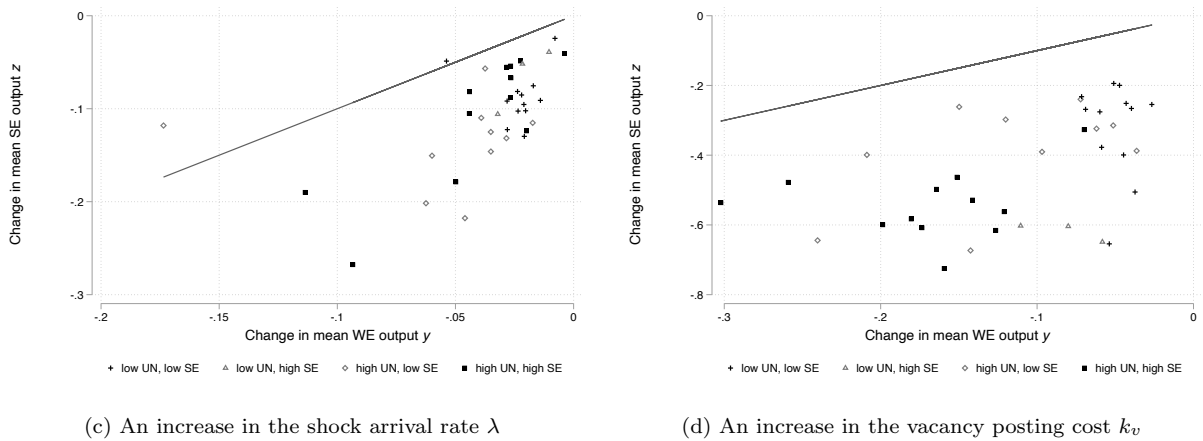 0
-.1
-.2
-.3
Change in mean SE output z
-.2
-.15
-.1
-.05
0
Change in mean WE output y
low UN, low SE
low UN, high SE
high UN, low SE
high UN, high SE
(c) An increase in the shock arrival rate λ
0
-.2
-.4
-.6
-.8
Change in mean SE output z
-.3
-.2
-.1
0
Change in mean WE output y
low UN, low SE
low UN, high SE
high UN, low SE
high UN, high SE
(d) An increase in the vacancy posting cost kv